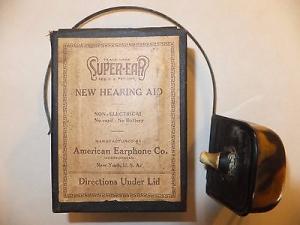 TRADE MARK
SUPER-EAR
NEW HEARING AID
NON-ELECTRICAL
No cord - No Battery
MANUFACTURED BY
American Earphone Co.
INCORPORATED
New York, U. S. A.
Directions Under Lid